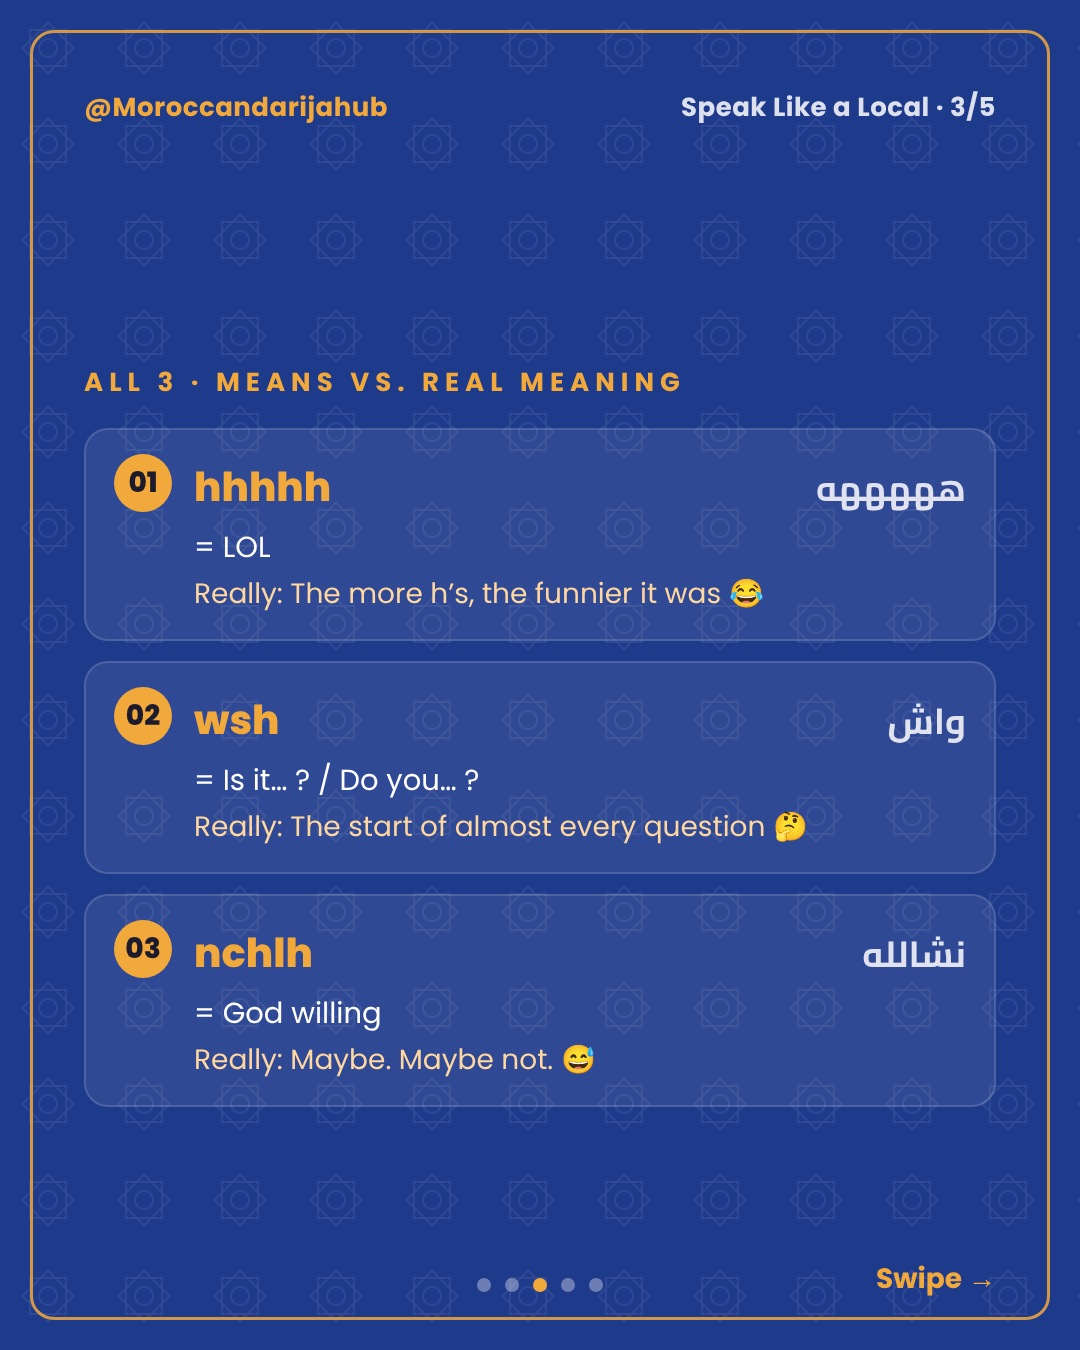 @Moroccandarijahub
Speak Like a Local · 3/5
ALL 3 · MEANS VS. REAL MEANING
01 hhhhh ههههههه
= LOL
Really: The more h’s, the funnier it was 😂
02 wsh واش
= Is it... ? / Do you... ?
Really: The start of almost every question 🤔
03 nchlh نشالله
= God willing
Really: Maybe. Maybe not. 😅
Swipe →